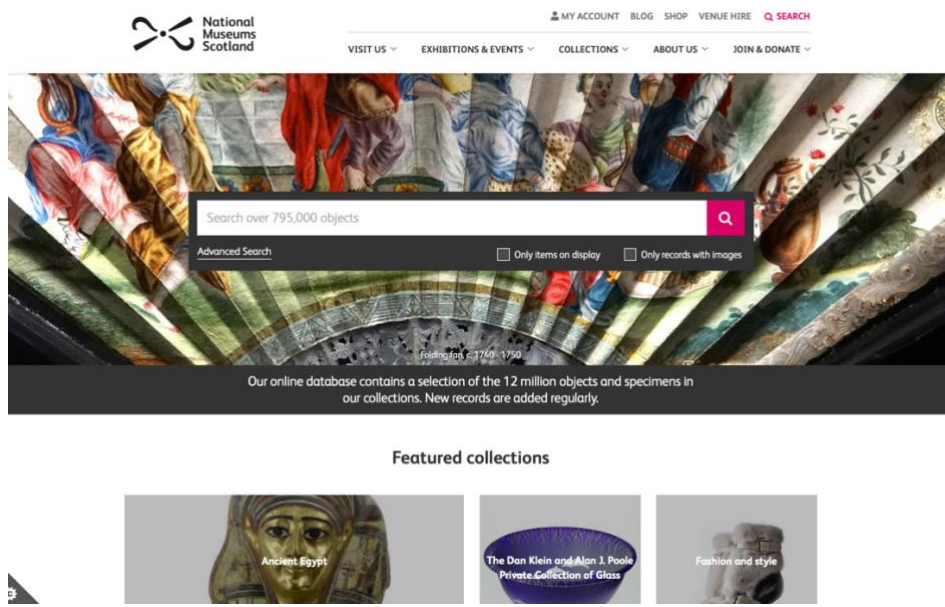 National
Museums
Scotland
MY ACCOUNT BLOG SHOP VENUE HIRE SEARCH
VISIT US EXHIBITIONS & EVENTS COLLECTIONS ABOUT US JOIN & DONATE
Search over 795,000 objects
Advanced Search Only items on display Only records with images
Folding fan, c. 1740 - 1750
Our online database contains a selection of the 12 million objects and specimens in
our collections. New records are added regularly.
Featured collections
Ancient Egypt
The Dan Klein and Alan J. Poole
Private Collection of Glass
Fashion and style